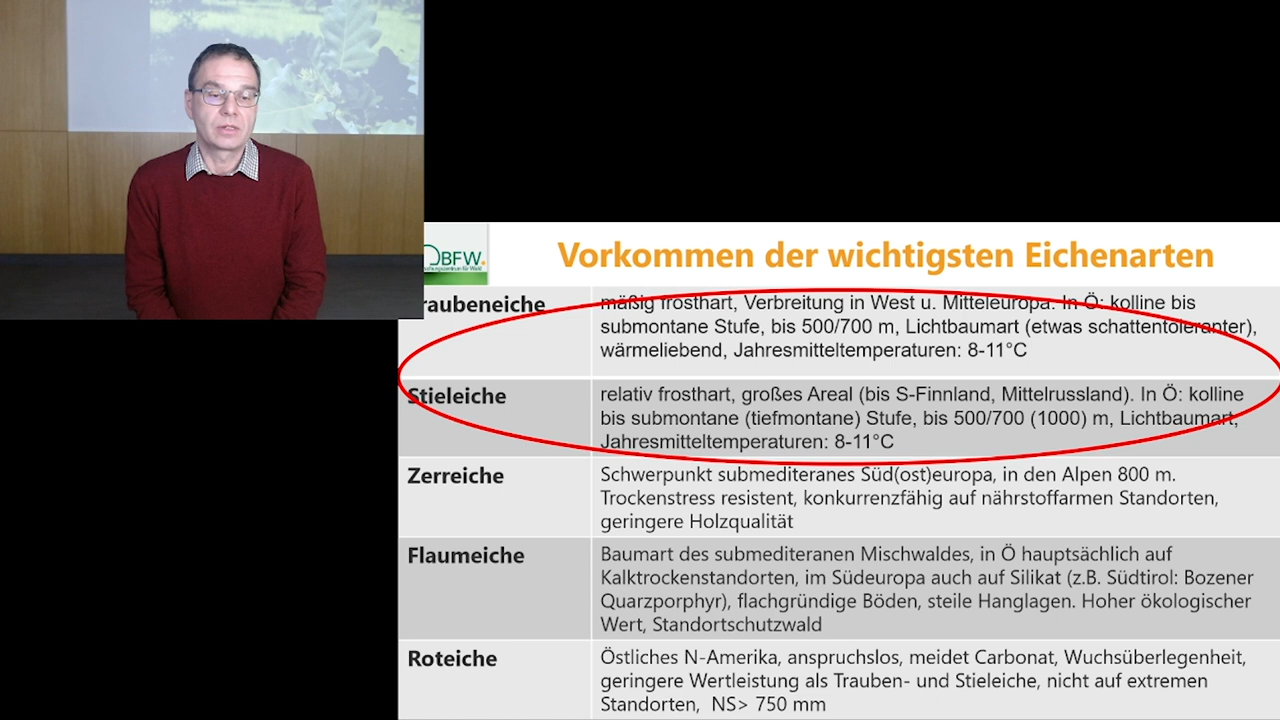 BFW.
Vorkommen der wichtigsten Eichenarten
raubeneiche
mäßig frosthart, Verbreitung in West u. Mitteleuropa. In Ö: kolline bis
submontane Stufe, bis 500/700 m, Lichtbaumart (etwas schattentoleranter),
wärmeliebend, Jahresmitteltemperaturen: 8-11°C
Stieleiche
relativ frosthart, großes Areal (bis S-Finnland, Mittelrussland). In Ö: kolline
bis submontane (tiefmontane) Stufe, bis 500/700 (1000) m, Lichtbaumart,
Jahresmitteltemperaturen: 8-11°C
Zerreiche
Schwerpunkt submediteranes Süd(ost)europa, in den Alpen 800 m.
Trockenstress resistent, konkurrenzfähig auf nährstoffarmen Standorten,
geringere Holzqualität
Flaumeiche
Baumart des submediteranen Mischwaldes, in Ö hauptsächlich auf
Kalktrockenstandorten, im Südeuropa auch auf Silikat (z.B. Südtirol: Bozener
Quarzporphyr), flachgründige Böden, steile Hanglagen. Hoher ökologischer
Wert, Standortschutzwald
Roteiche
Östliches N-Amerika, anspruchslos, meidet Carbonat, Wuchsüberlegenheit,
geringere Wertleistung als Trauben- und Stieleiche, nicht auf extremen
Standorten, NS> 750 mm